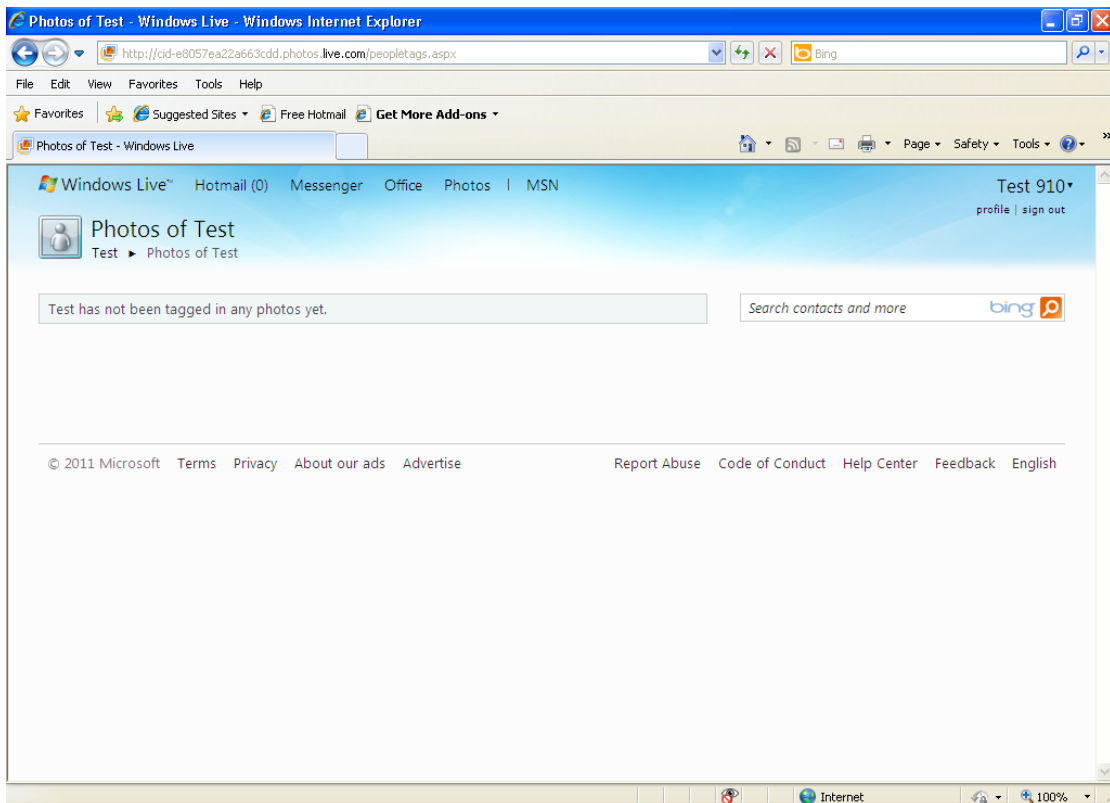 Photos of Test - Windows Live - Windows Internet Explorer
http://cid-e8057ea22a663cdd.photos.live.com/peopletags.aspx Bing
File Edit View Favorites Tools Help
Favorites Suggested Sites Free Hotmail Get More Add-ons
Photos of Test - Windows Live Page Safety Tools »
Windows Live™ Hotmail (0) Messenger Office Photos | MSN Test 910
profile | sign out
Photos of Test
Test ► Photos of Test
Test has not been tagged in any photos yet. Search contacts and more bing
© 2011 Microsoft Terms Privacy About our ads Advertise Report Abuse Code of Conduct Help Center Feedback English
Internet 100%